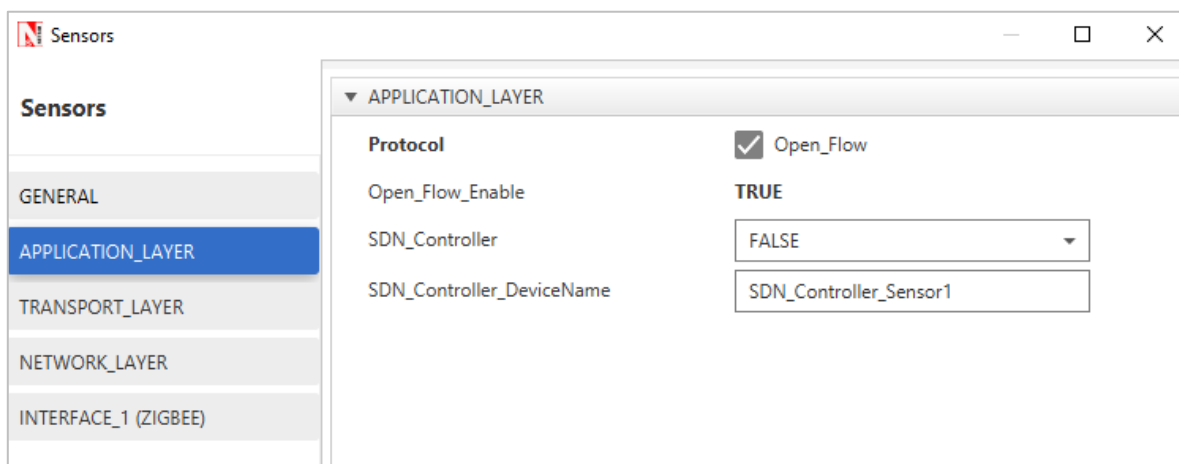 Sensors
Sensors
GENERAL
APPLICATION_LAYER
TRANSPORT_LAYER
NETWORK_LAYER
INTERFACE_1 (ZIGBEE)
APPLICATION_LAYER
Protocol Open_Flow
Open_Flow_Enable TRUE
SDN_Controller FALSE
SDN_Controller_DeviceName SDN_Controller_Sensor1